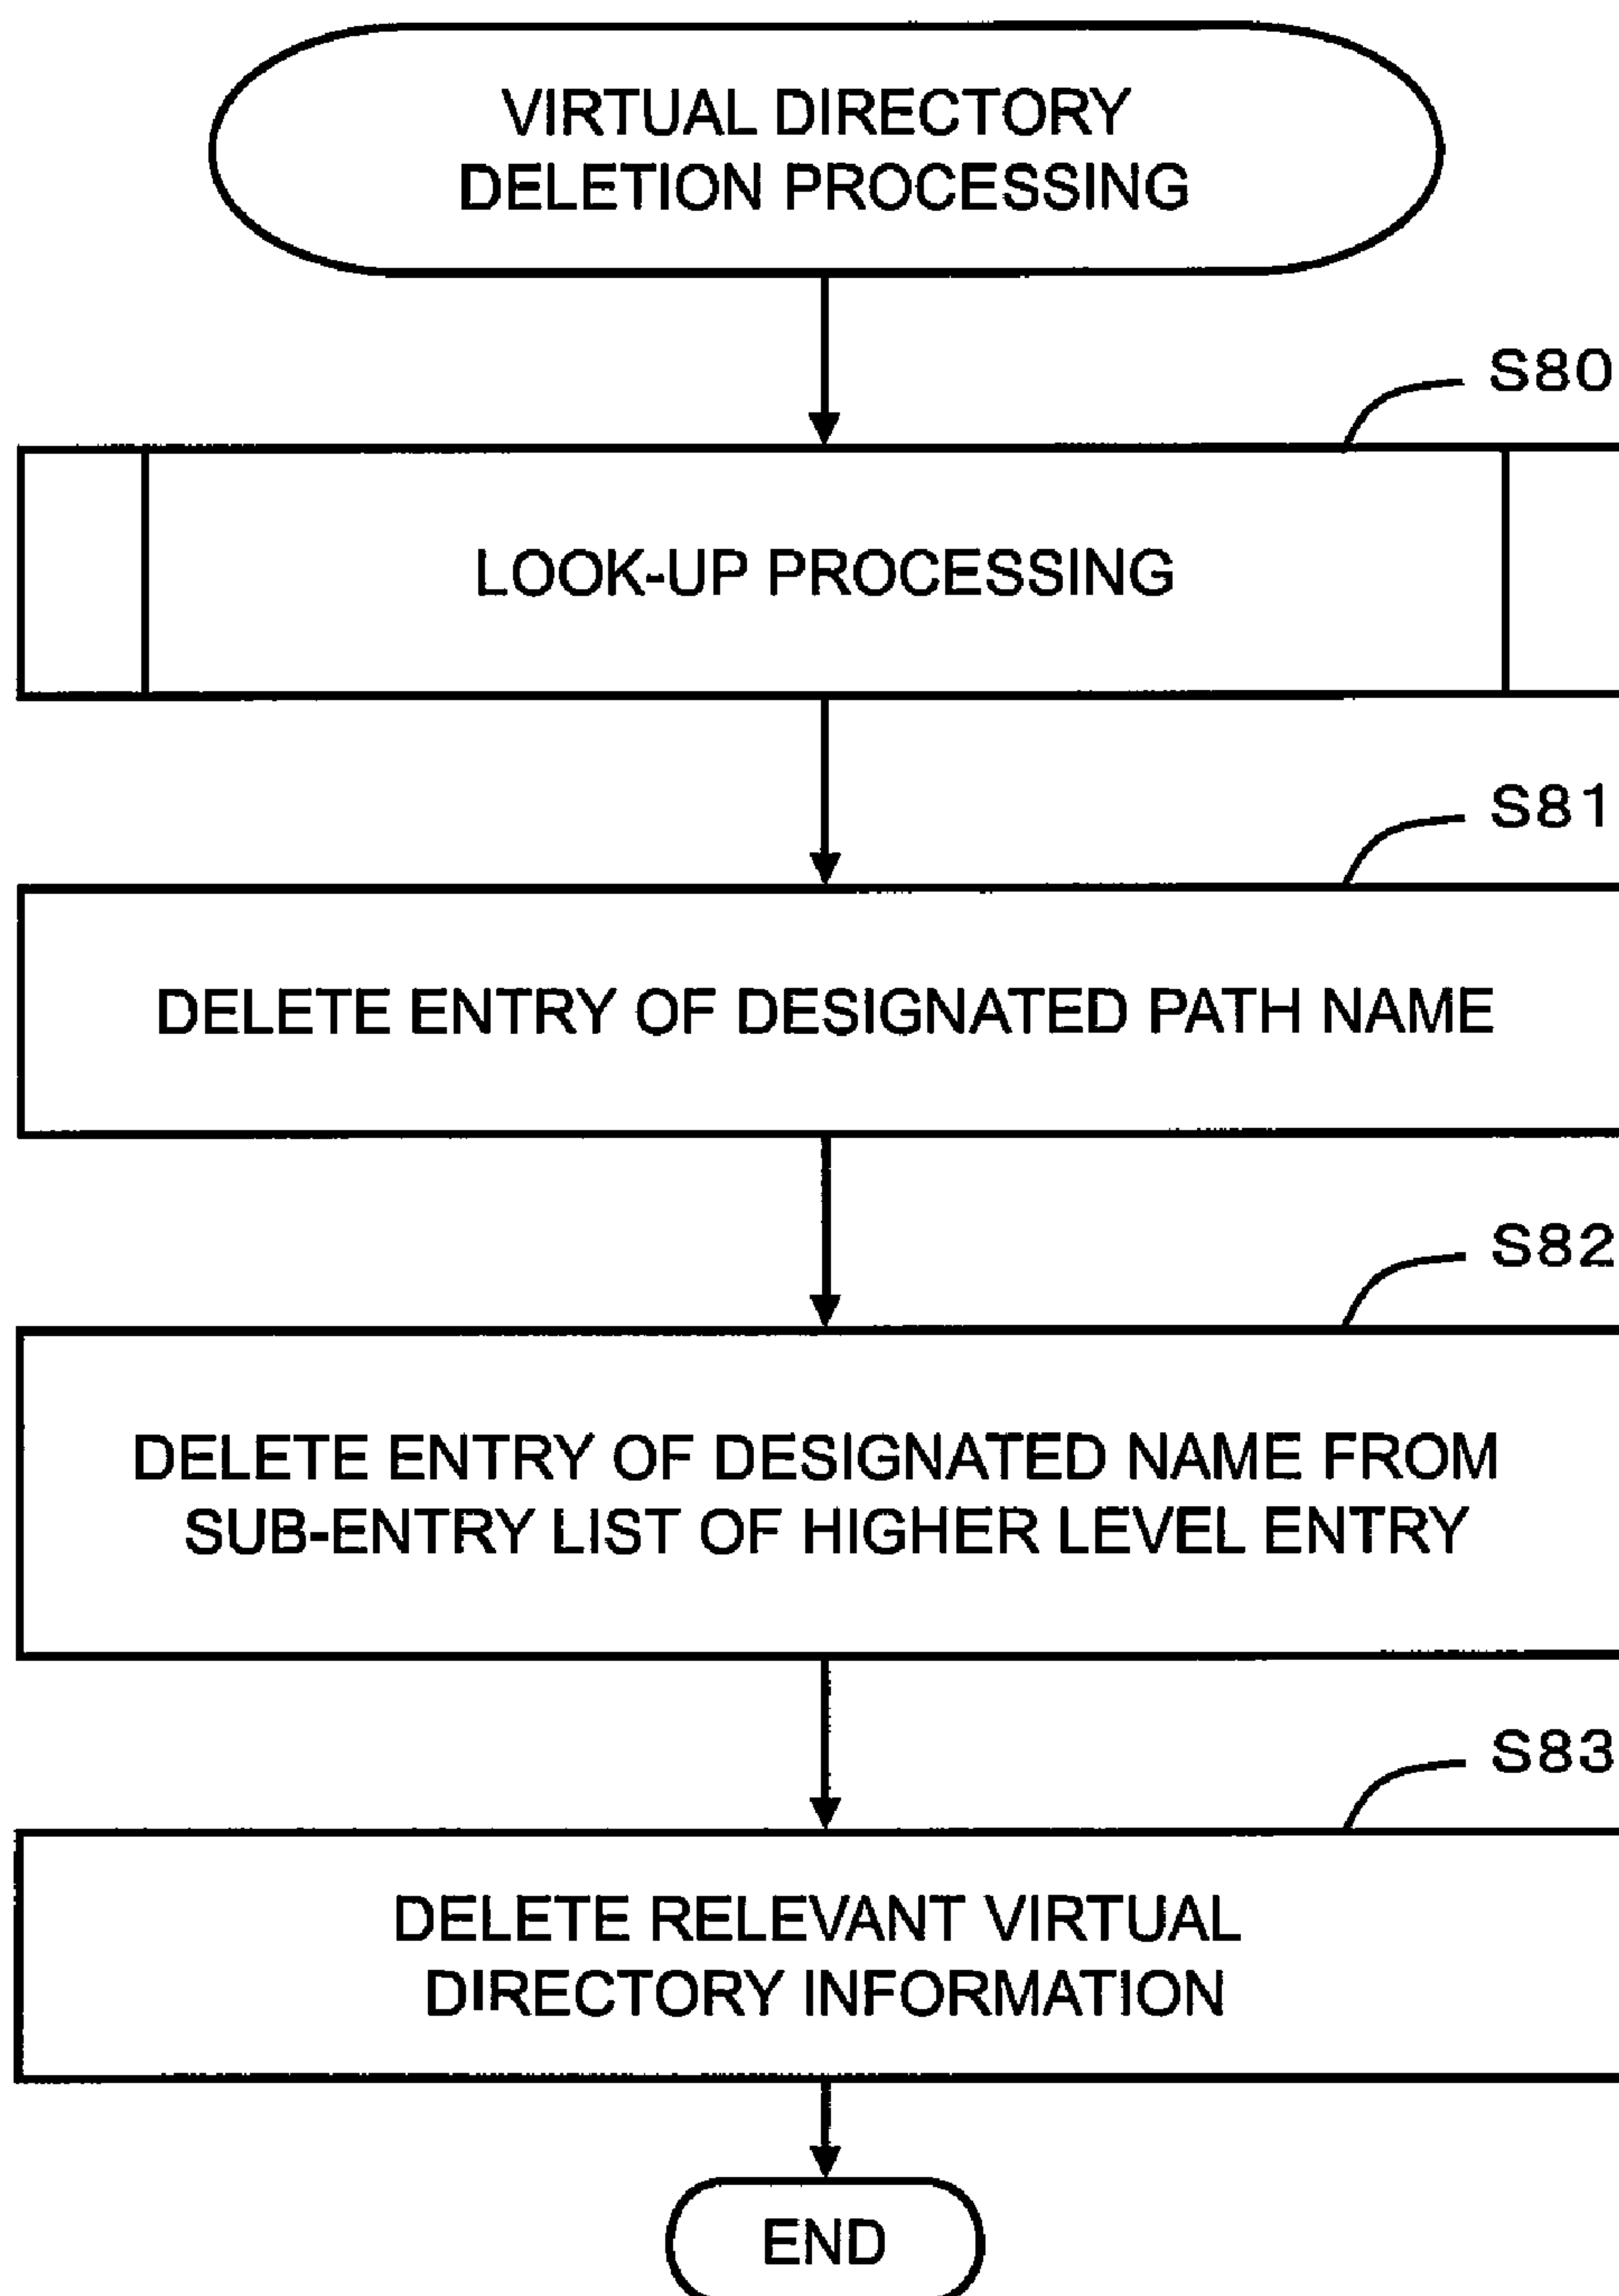 VIRTUAL DIRECTORY
DELETION PROCESSING
S80
LOOK-UP PROCESSING
S81
DELETE ENTRY OF DESIGNATED PATH NAME
S82
DELETE ENTRY OF DESIGNATED NAME FROM
SUB-ENTRY LIST OF HIGHER LEVEL ENTRY
S83
DELETE RELEVANT VIRTUAL
DIRECTORY INFORMATION
END